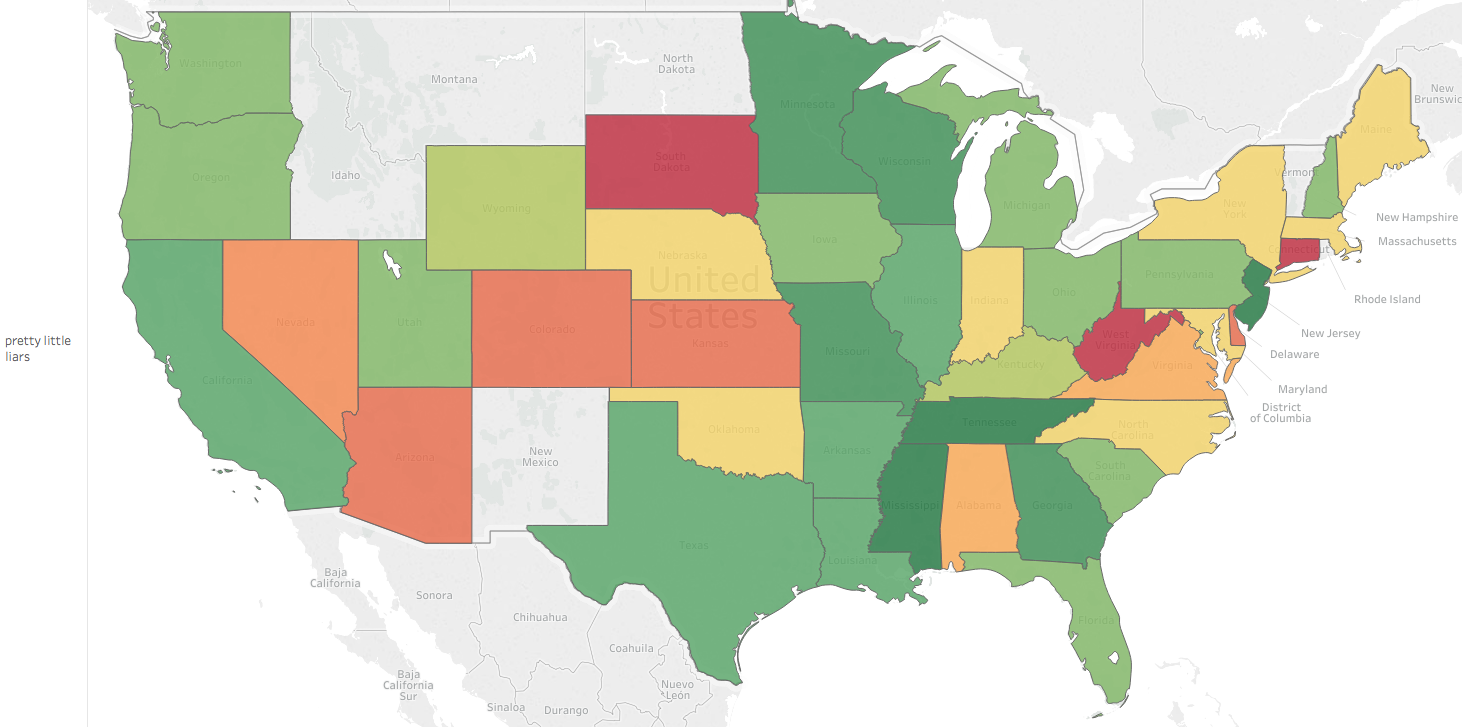 pretty little
liars
Washington
Montana
North
Dakota
Minnesota
Oregon
Idaho
Wyoming
South
Dakota
Wisconsin
Michigan
Maine
New
Brunswic
Vermont
New
York
New Hampshire
Massachusetts
Connecticut
Rhode Island
Nevada
Utah
Colorado
Nebraska
United
States
Kansas
Iowa
Illinois
Indiana
Ohio
Pennsylvania
New Jersey
Delaware
Maryland
District
of Columbia
West
Virginia
Virginia
Kentucky
Missouri
California
Arizona
New
Mexico
Oklahoma
Arkansas
Tennessee
North
Carolina
South
Carolina
Mississippi
Alabama
Georgia
Texas
Louisiana
Florida
Baja
California
Sonora
Chihuahua
Coahuila
Baja
California
Sur
Sinaloa
Durango
Nuevo
León